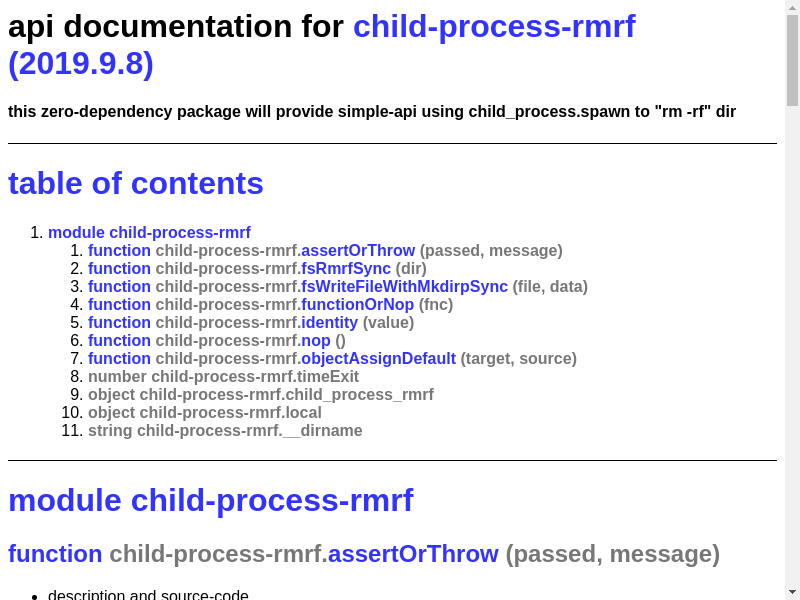 api documentation for child-process-rmrf
(2019.9.8)
this zero-dependency package will provide simple-api using child_process.spawn to "rm -rf" dir
table of contents
1. module child-process-rmrf
1. function child-process-rmrf.assertOrThrow (passed, message)
2. function child-process-rmrf.fsRmrfSync (dir)
3. function child-process-rmrf.fsWriteFileWithMkdirpSync (file, data)
4. function child-process-rmrf.functionOrNop (fnc)
5. function child-process-rmrf.identity (value)
6. function child-process-rmrf.nop ()
7. function child-process-rmrf.objectAssignDefault (target, source)
8. number child-process-rmrf.timeExit
9. object child-process-rmrf.child_process_rmrf
10. object child-process-rmrf.local
11. string child-process-rmrf.__dirname
module child-process-rmrf
function child-process-rmrf.assertOrThrow (passed, message)
• description and source-code